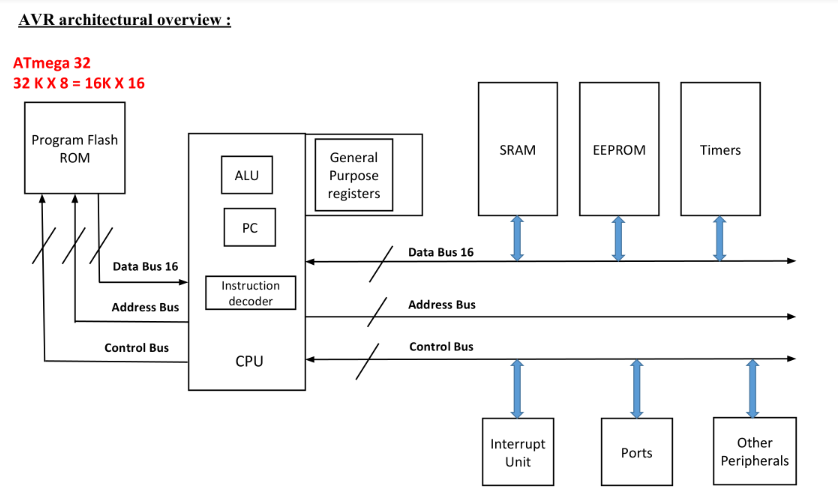 AVR architectural overview :
ATmega 32
32 K X 8 = 16K X 16
Program Flash
ROM
ALU
PC
Instruction
decoder
CPU
General
Purpose
registers
SRAM
EEPROM
Timers
Data Bus 16
Address Bus
Control Bus
Data Bus 16
Address Bus
Control Bus
Interrupt
Unit
Ports
Other
Peripherals